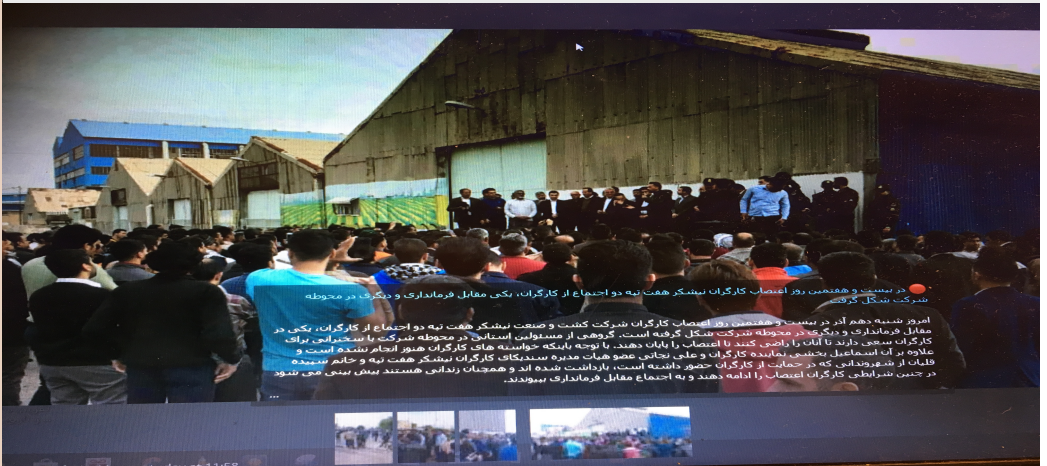 در بیست و هفتمین روز اعتصاب کارگران نیشکر هفت تپه دو اجتماع از کارگران، یکی مقابل فرمانداری و دیگری در محوطه
شرکت شکل گرفت
امروز شنبه دهم آذر در بیست و هفتمین روز اعتصاب کارگران شرکت کشت و صنعت نیشکر هفت تپه دو اجتماع از کارگران، یکی در
مقابل فرمانداری و دیگری در محوطه شرکت شکل گرفته است. گروهی از مسئولین استانی در محوطه شرکت با سخنرانی برای
کارگران سعی دارند تا آنان را راضی کنند تا اعتصاب را پایان دهند. با توجه باینکه خواسته های کارگران هنوز انجام نشده است و
علاوه بر آن اسماعیل بخشی نماینده کارگران و علی نجاتی عضو هیات مدیره سندیکای کارگران نیشکر هفت تپه و خانم سپیده
قلیان از شهروندانی که در حمایت از کارگران حضور داشته است، بازداشت شده اند و همچنان زندانی هستند پیش بینی می شود
در چنین شرایطی کارگران اعتصاب را ادامه دهند و به اجتماع مقابل فرمانداری بپیوندند.
...